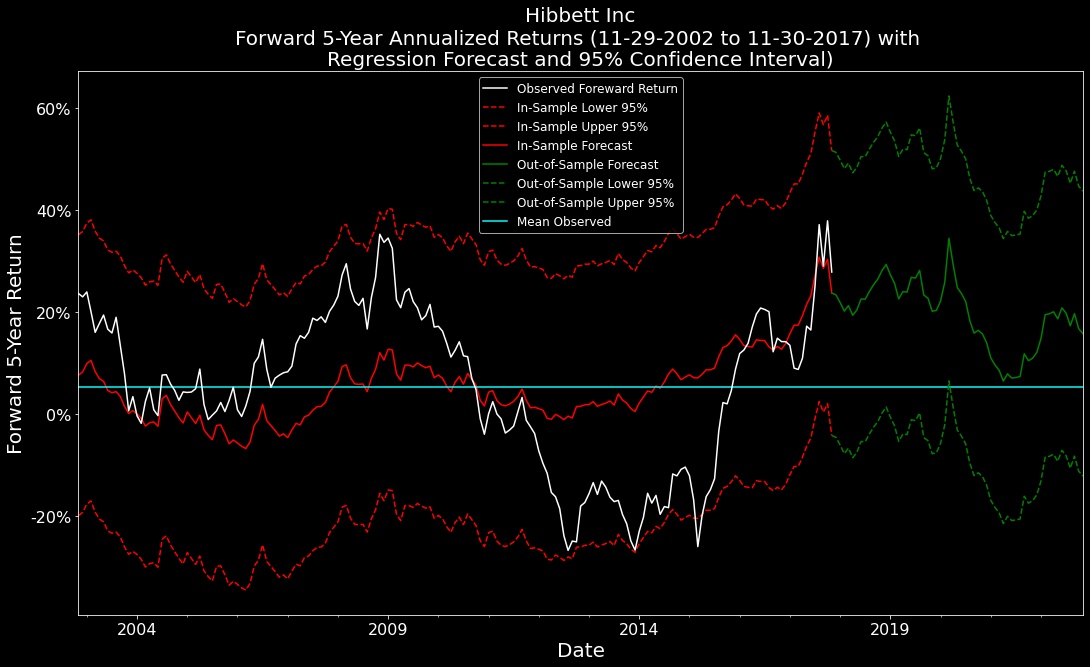 Hibbett Inc
Forward 5-Year Annualized Returns (11-29-2002 to 11-30-2017) with
Regression Forecast and 95% Confidence Interval)
Observed Foreward Return
In-Sample Lower 95%
In-Sample Upper 95%
In-Sample Forecast
Out-of-Sample Forecast
Out-of-Sample Lower 95%
Out-of-Sample Upper 95%
Mean Observed
Forward 5-Year Return
60%
40%
20%
0%
-20%
2004
2009
2014
2019
Date